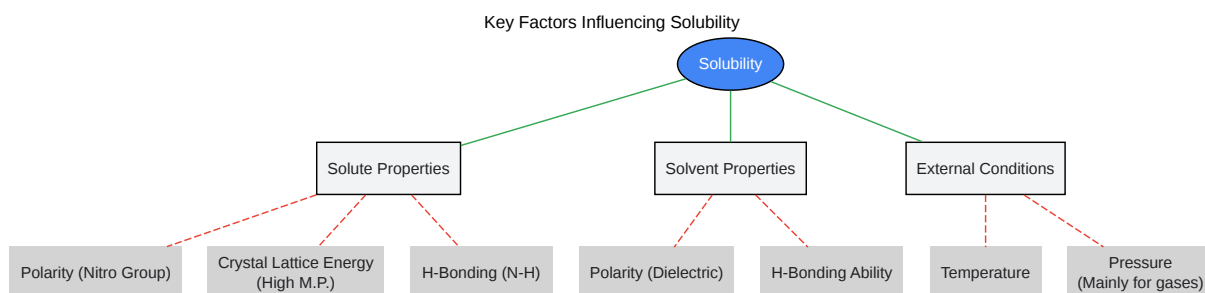 Key Factors Influencing Solubility
Solubility
Solute Properties
Solvent Properties
External Conditions
Polarity (Nitro Group)
Crystal Lattice Energy
(High M.P.)
H-Bonding (N-H)
Polarity (Dielectric)
H-Bonding Ability
Temperature
Pressure
(Mainly for gases)